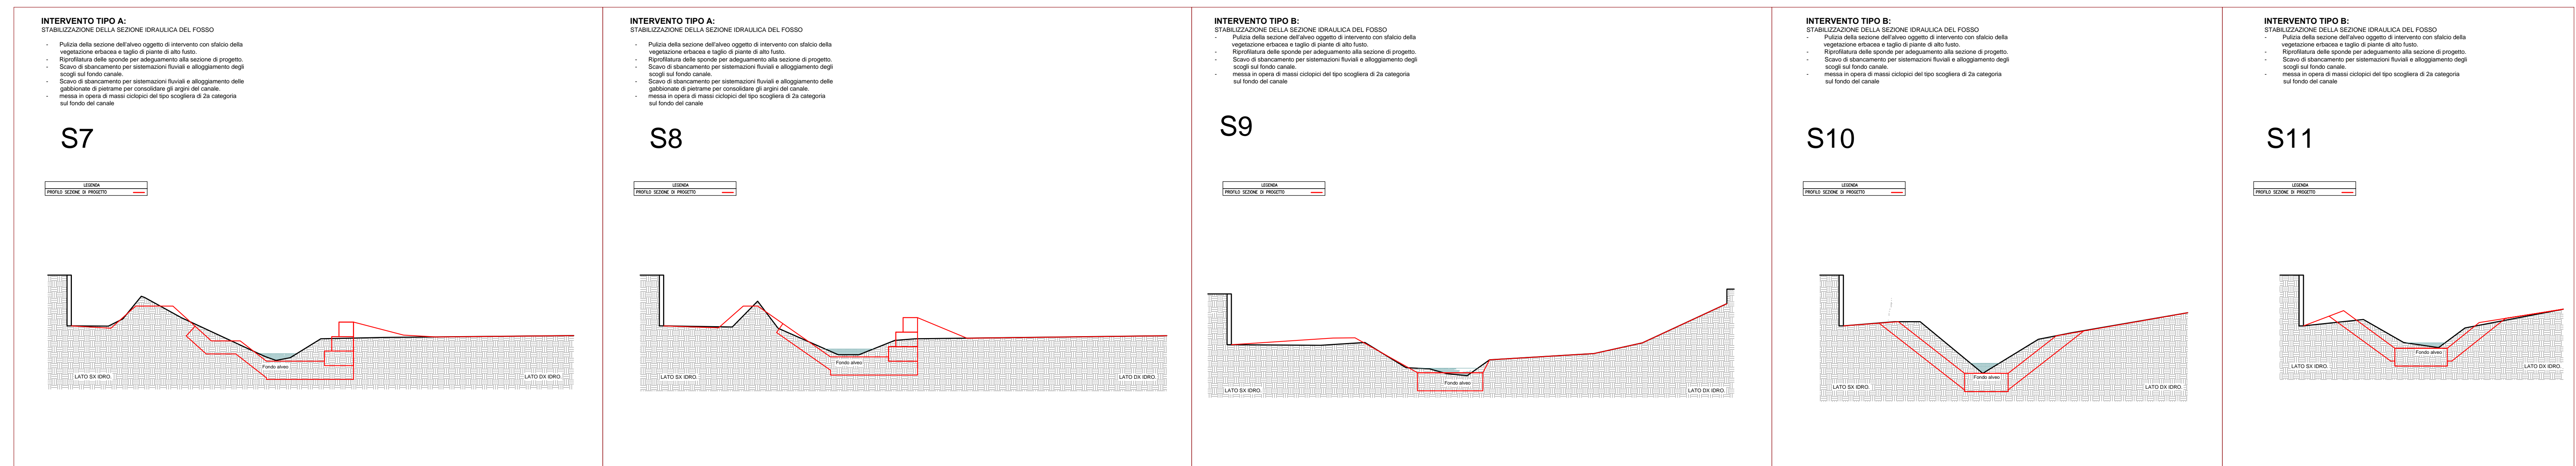 INTERVENTO TIPO A:
STABILIZZAZIONE DELLA SEZIONE IDRAULICA DEL FOSSO
- Pulizia della sezione dell'alveo oggetto di intervento con sfalcio della
vegetazione erbacea e taglio di piante di alto fusto.
- Riprofilatura delle sponde per adeguamento alla sezione di progetto.
- Scavo di sbancamento per sistemazioni fluviali e alloggiamento degli
scogli sul fondo canale.
- Scavo di sbancamento per sistemazioni fluviali e alloggiamento delle
gabbionate di pietrame per consolidare gli argini del canale.
- messa in opera di massi ciclopici del tipo scogliera di 2a categoria
sul fondo del canale
S7
LEGENDA
PROFILO SEZIONE DI PROGETTO
Fondo alveo
LATO SX IDRO.
LATO DX IDRO.
INTERVENTO TIPO A:
STABILIZZAZIONE DELLA SEZIONE IDRAULICA DEL FOSSO
- Pulizia della sezione dell'alveo oggetto di intervento con sfalcio della
vegetazione erbacea e taglio di piante di alto fusto.
- Riprofilatura delle sponde per adeguamento alla sezione di progetto.
- Scavo di sbancamento per sistemazioni fluviali e alloggiamento degli
scogli sul fondo canale.
- Scavo di sbancamento per sistemazioni fluviali e alloggiamento delle
gabbionate di pietrame per consolidare gli argini del canale.
- messa in opera di massi ciclopici del tipo scogliera di 2a categoria
sul fondo del canale
S8
LEGENDA
PROFILO SEZIONE DI PROGETTO
Fondo alveo
LATO SX IDRO.
LATO DX IDRO.
INTERVENTO TIPO B:
STABILIZZAZIONE DELLA SEZIONE IDRAULICA DEL FOSSO
- Pulizia della sezione dell'alveo oggetto di intervento con sfalcio della
vegetazione erbacea e taglio di piante di alto fusto.
- Riprofilatura delle sponde per adeguamento alla sezione di progetto.
- Scavo di sbancamento per sistemazioni fluviali e alloggiamento degli
scogli sul fondo canale.
- messa in opera di massi ciclopici del tipo scogliera di 2a categoria
sul fondo del canale
S9
LEGENDA
PROFILO SEZIONE DI PROGETTO
Fondo alveo
LATO SX IDRO.
LATO DX IDRO.
INTERVENTO TIPO B:
STABILIZZAZIONE DELLA SEZIONE IDRAULICA DEL FOSSO
- Pulizia della sezione dell'alveo oggetto di intervento con sfalcio della
vegetazione erbacea e taglio di piante di alto fusto.
- Riprofilatura delle sponde per adeguamento alla sezione di progetto.
- Scavo di sbancamento per sistemazioni fluviali e alloggiamento degli
scogli sul fondo canale.
- messa in opera di massi ciclopici del tipo scogliera di 2a categoria
sul fondo del canale
S10
LEGENDA
PROFILO SEZIONE DI PROGETTO
Fondo alveo
LATO SX IDRO.
LATO DX IDRO.
INTERVENTO TIPO B:
STABILIZZAZIONE DELLA SEZIONE IDRAULICA DEL FOSSO
- Pulizia della sezione dell'alveo oggetto di intervento con sfalcio della
vegetazione erbacea e taglio di piante di alto fusto.
- Riprofilatura delle sponde per adeguamento alla sezione di progetto.
- Scavo di sbancamento per sistemazioni fluviali e alloggiamento degli
scogli sul fondo canale.
- messa in opera di massi ciclopici del tipo scogliera di 2a categoria
sul fondo del canale
S11
LEGENDA
PROFILO SEZIONE DI PROGETTO
Fondo alveo
LATO SX IDRO.
LATO DX IDRO.